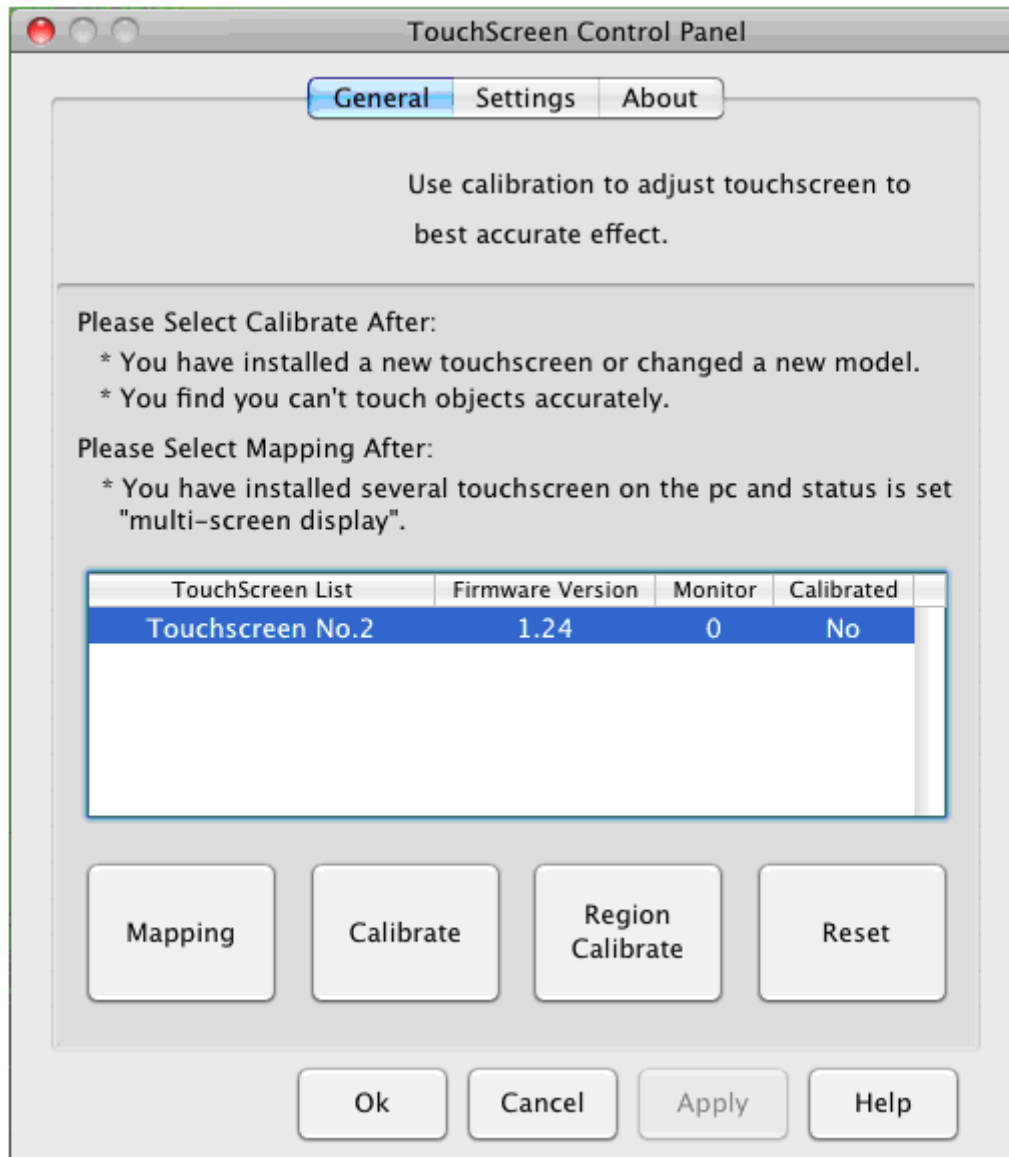 TouchScreen Control Panel
General Settings About
Use calibration to adjust touchscreen to
best accurate effect.
Please Select Calibrate After:
* You have installed a new touchscreen or changed a new model.
* You find you can't touch objects accurately.
Please Select Mapping After:
* You have installed several touchscreen on the pc and status is set
"multi-screen display".
TouchScreen List Firmware Version Monitor Calibrated
Touchscreen No.2 1.24 0 No
Mapping Calibrate Region Calibrate Reset
Ok Cancel Apply Help